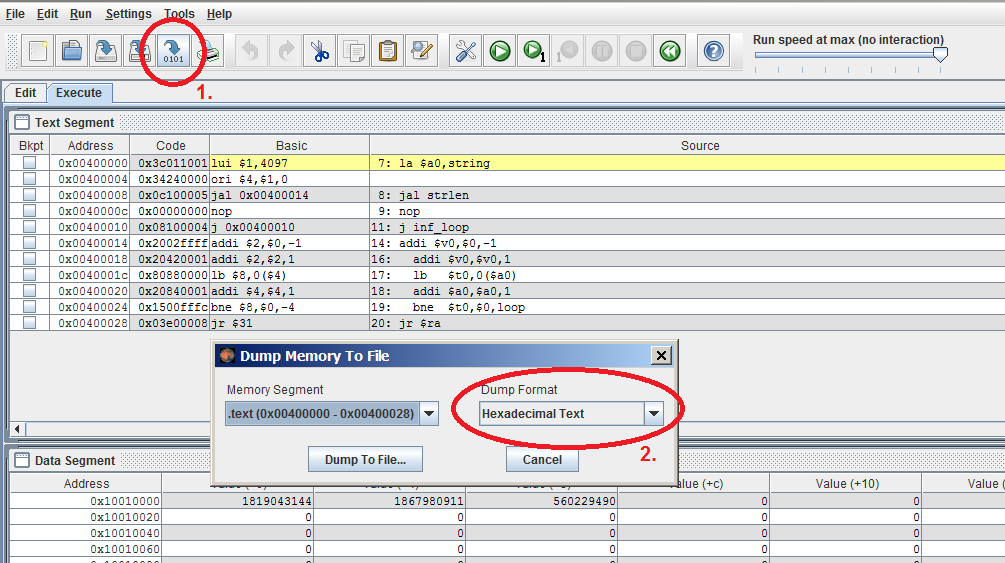 File Edit Run Settings Tools Help
0101
1
Run speed at max (no interaction)
1.
Edit Execute
Text Segment
Bkpt Address Code Basic Source
0x00400000 0x3c011001 lui $1,4097 7: la $a0,string
0x00400004 0x34240000 ori $4,$1,0
0x00400008 0x0c100005 jal 0x00400014 8: jal strlen
0x0040000c 0x00000000 nop 9: nop
0x00400010 0x08100004 j 0x00400010 11: j inf_loop
0x00400014 0x2002ffff addi $2,$0,-1 14: addi $v0,$0,-1
0x00400018 0x20420001 addi $2,$2,1 16: addi $v0,$v0,1
0x0040001c 0x80880000 lb $8,0($4) 17: lb $t0,0($a0)
0x00400020 0x20840001 addi $4,$4,1 18: addi $a0,$a0,1
0x00400024 0x1500fffc bne $8,$0,-4 19: bne $t0,$0,loop
0x00400028 0x03e00008 jr $31 20: jr $ra
Dump Memory To File
Memory Segment Dump Format
.text (0x00400000 - 0x00400028) Hexadecimal Text
2.
Dump To File... Cancel
Data Segment
Address Value (+c) Value (+10) Value (
0x10010000 1819043144 1867980911 560229490 0 0
0x10010020 0 0 0 0 0
0x10010040 0 0 0 0 0
0x10010060 0 0 0 0 0